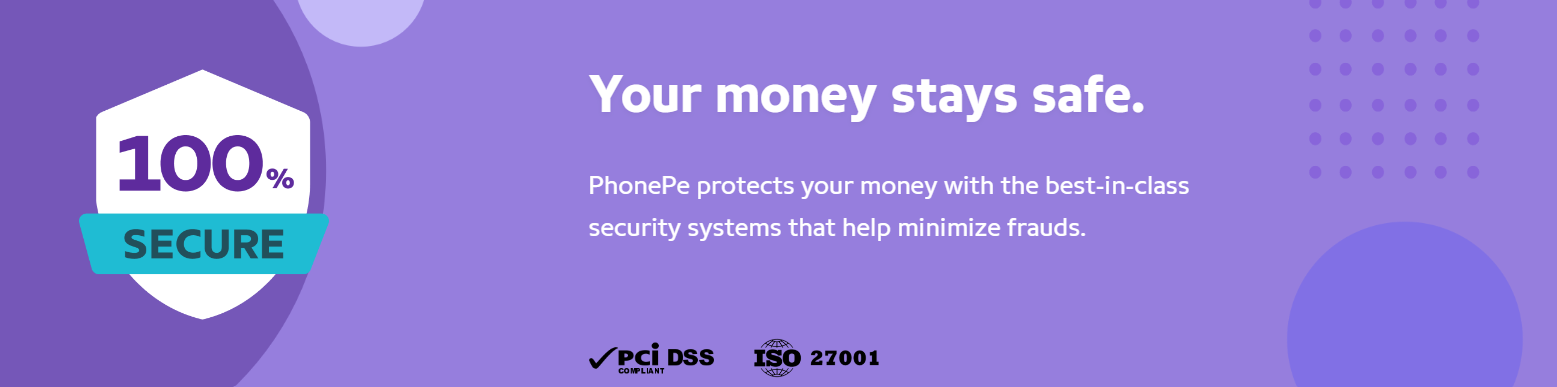 100%
SECURE
Your money stays safe.
PhonePe protects your money with the best-in-class
security systems that help minimize frauds.
PCi DSS
COMPLIANT
ISO 27001